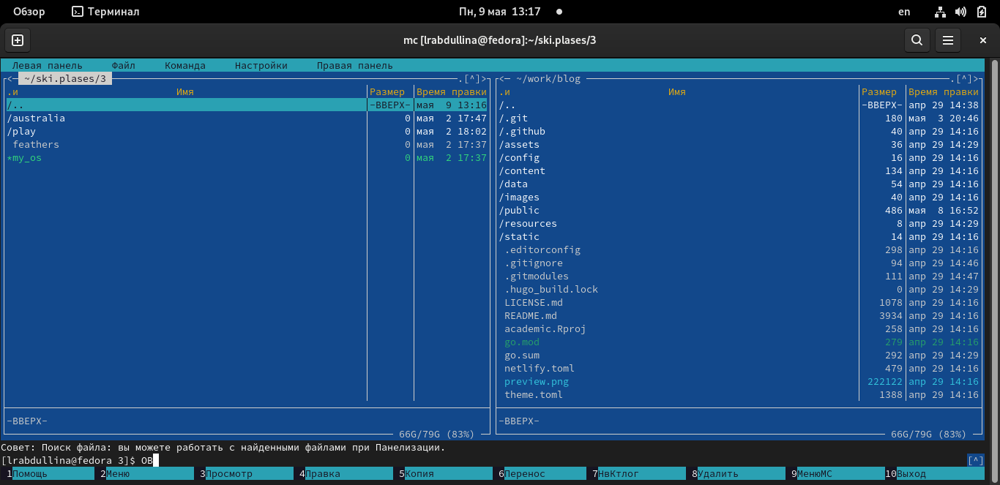 Обзор Терминал Пн, 9 мая 13:17 en
mc [lrabdullina@fedora]:~/ski.plases/3
Левая панель Файл Команда Настройки Правая панель
<— ~/ski.plases/3 .[^]> <— ~/work/blog .[^]>
.и Имя Размер Время правки .и Имя Размер Время правки
/.. -ВВЕРХ- мая 9 13:16 /.. -ВВЕРХ- апр 29 14:38
/australia 0 мая 2 17:47 /.git 180 мая 3 20:46
/play 0 мая 2 18:02 /.github 40 апр 29 14:16
feathers 0 мая 2 17:37 /assets 36 апр 29 14:29
*my_os 0 мая 2 17:37 /config 16 апр 29 14:16
/content 134 апр 29 14:16
/data 54 апр 29 14:16
/images 40 апр 29 14:16
/public 486 мая 8 16:52
/resources 8 апр 29 14:29
/static 14 апр 29 14:16
.editorconfig 298 апр 29 14:16
.gitignore 94 апр 29 14:46
.gitmodules 111 апр 29 14:47
.hugo_build.lock 0 апр 29 14:29
LICENSE.md 1078 апр 29 14:16
README.md 3934 апр 29 14:16
academic.Rproj 258 апр 29 14:16
go.mod 279 апр 29 14:16
go.sum 292 апр 29 14:29
netlify.toml 479 апр 29 14:16
preview.png 222122 апр 29 14:16
theme.toml 1388 апр 29 14:16
-ВВЕРХ- -ВВЕРХ-
66G/79G (83%) 66G/79G (83%)
Совет: Поиск файла: вы можете работать с найденными файлами при Панелизации.
[lrabdullina@fedora 3]$ OB [^]
1Помощь 2Меню 3Просмотр 4Правка 5Копия 6Перенос 7НвКтлог 8Удалить 9МенюМС 10Выход